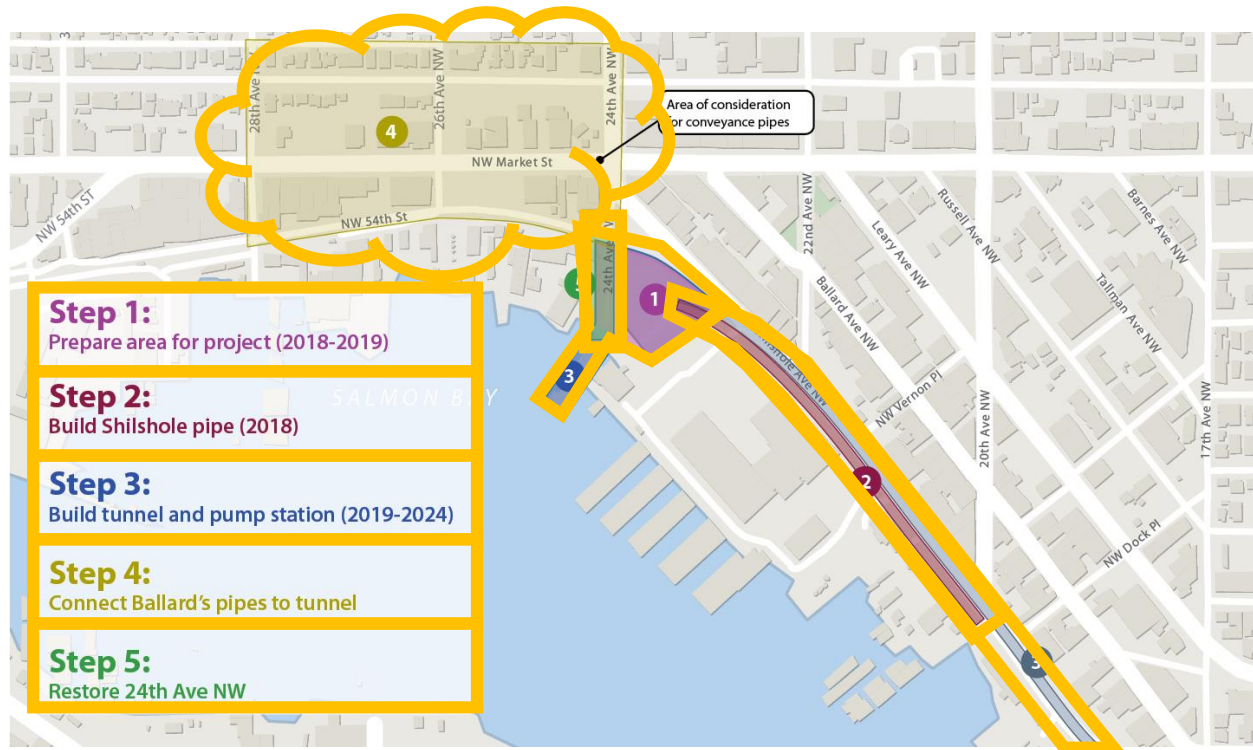 28th Ave N
26th Ave NW
24th Ave NW
4
Area of consideration
for conveyance pipes
NW Market St
NW 54th ST
NW 54th St
22nd Ave NW
Russell Ave NW
Barnes Ave NW
Leary Ave NW
Tallman Ave NW
Ballard Ave NW
24th Ave
1
3
NW Vernon Pl
20th Ave NW
17th Ave NW
2
NW Dock Pl
3
SALMON B Y
Step 1:
Prepare area for project (2018-2019)
Step 2:
Build Shilshole pipe (2018)
Step 3:
Build tunnel and pump station (2019-2024)
Step 4:
Connect Ballard's pipes to tunnel
Step 5:
Restore 24th Ave NW